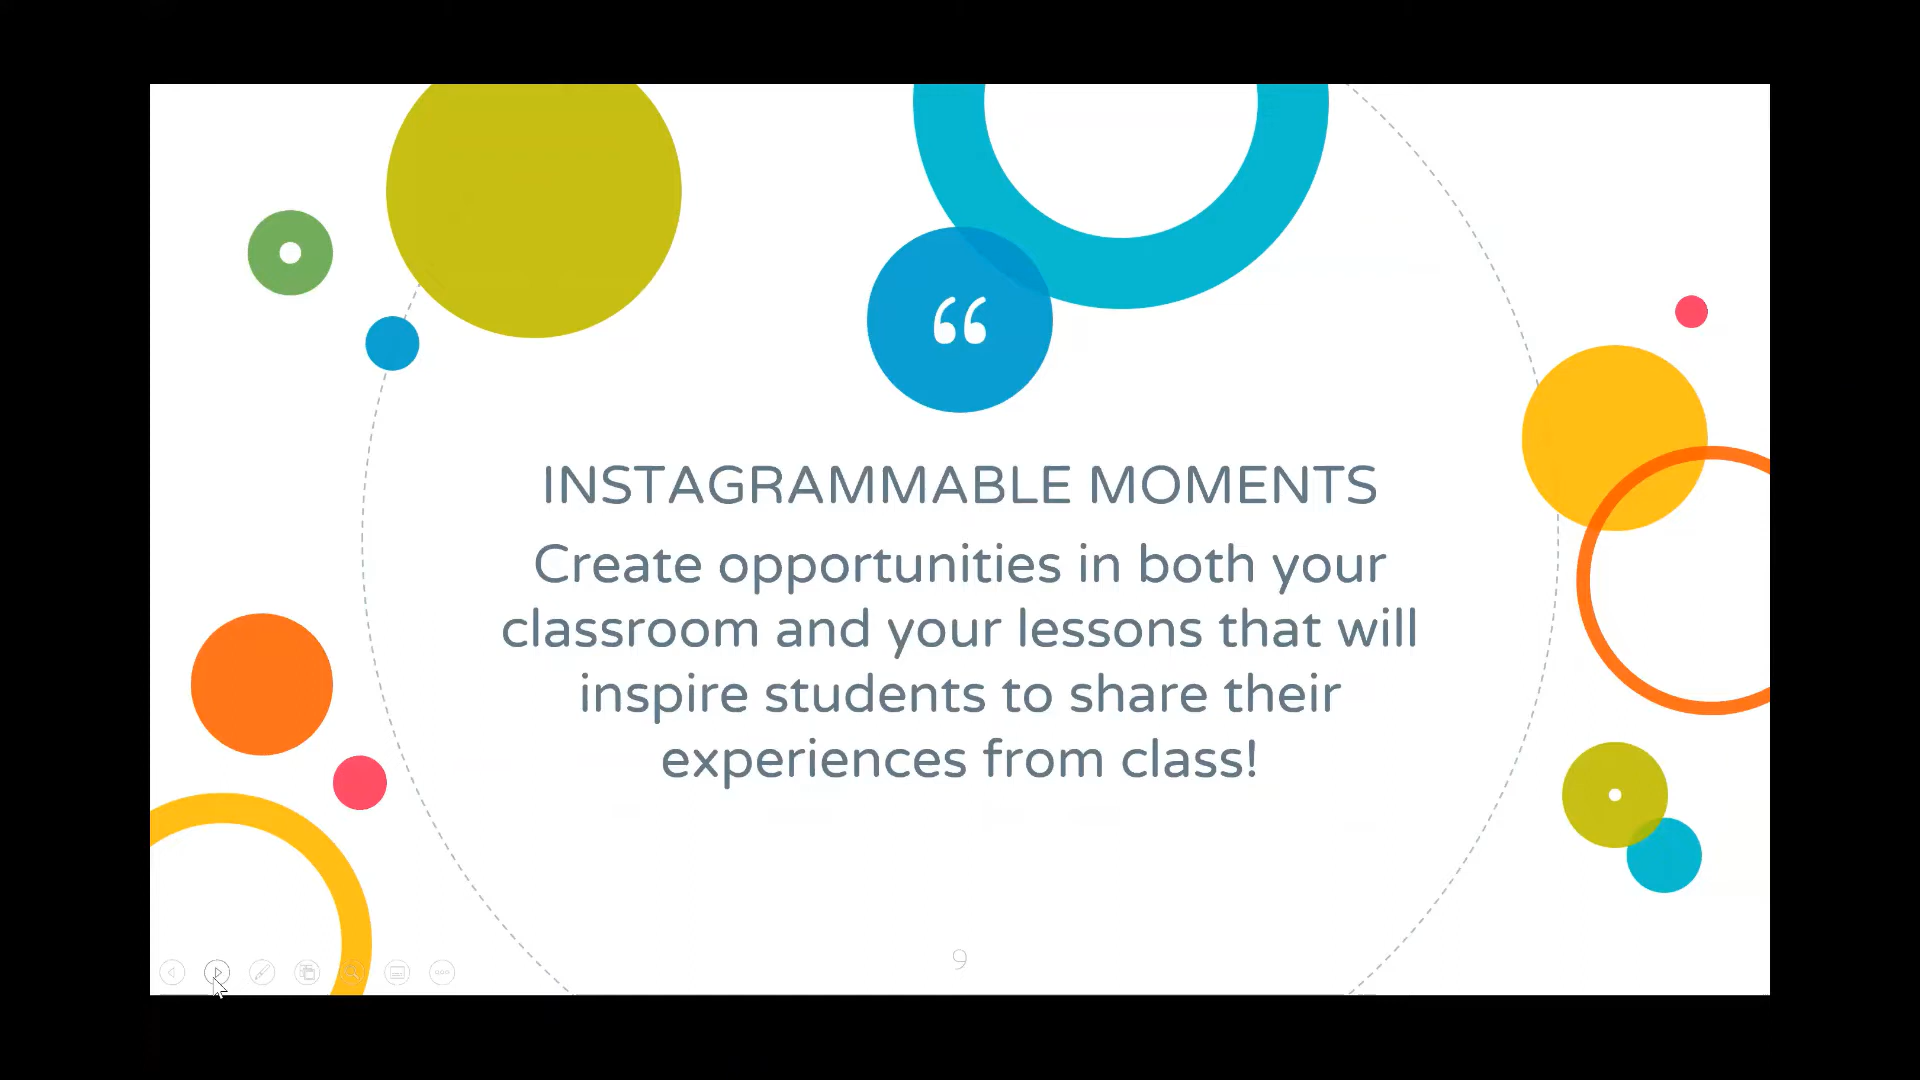 “
INSTAGRAMMABLE MOMENTS
Create opportunities in both your
classroom and your lessons that will
inspire students to share their
experiences from class!
9